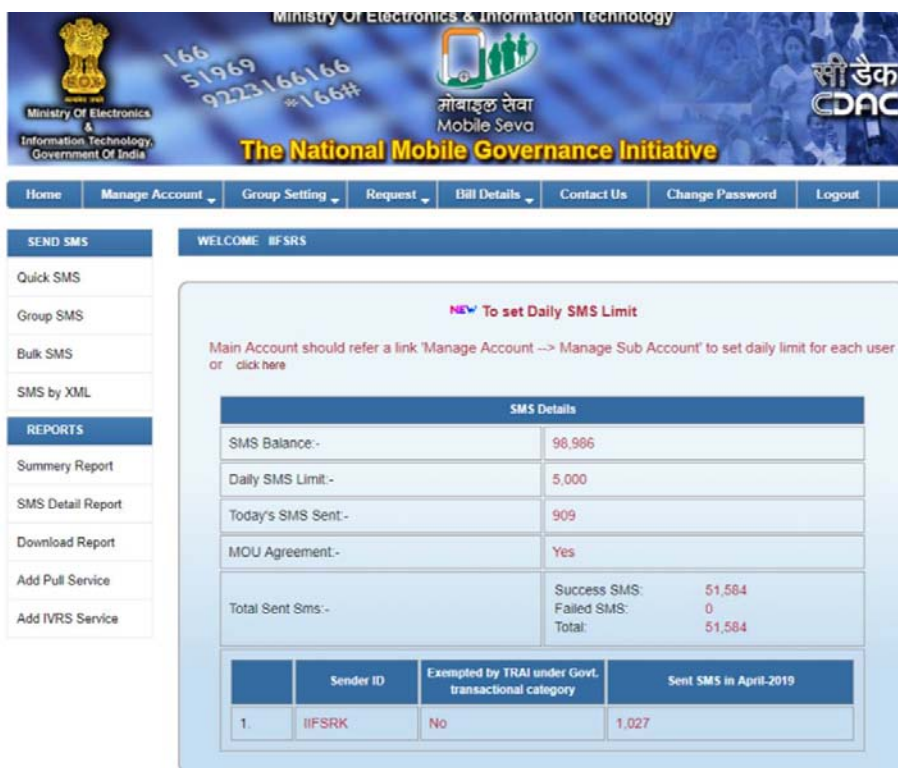 Ministry Of Electronics & Information Technology
166
51969
9223166166
*166#
मोबाइल सेवा
Mobile Seva
सी डैक
CDAC
Ministry Of Electronics
&
Information Technology,
Government Of India
The National Mobile Governance Initiative
Home Manage Account Group Setting Request Bill Details Contact Us Change Password Logout
SEND SMS
Quick SMS
Group SMS
Bulk SMS
SMS by XML
REPORTS
Summery Report
SMS Detail Report
Download Report
Add Pull Service
Add IVRS Service
WELCOME IIFSRS
NEW To set Daily SMS Limit
Main Account should refer a link 'Manage Account --> Manage Sub Account' to set daily limit for each user
or click here
SMS Details
SMS Balance:- 98,986
Daily SMS Limit:- 5,000
Today's SMS Sent:- 909
MOU Agreement:- Yes
Total Sent Sms:-
Success SMS: 51,584
Failed SMS: 0
Total: 51,584
Sender ID Exempted by TRAI under Govt. transactional category Sent SMS in April-2019
1. IIFSRK No 1,027